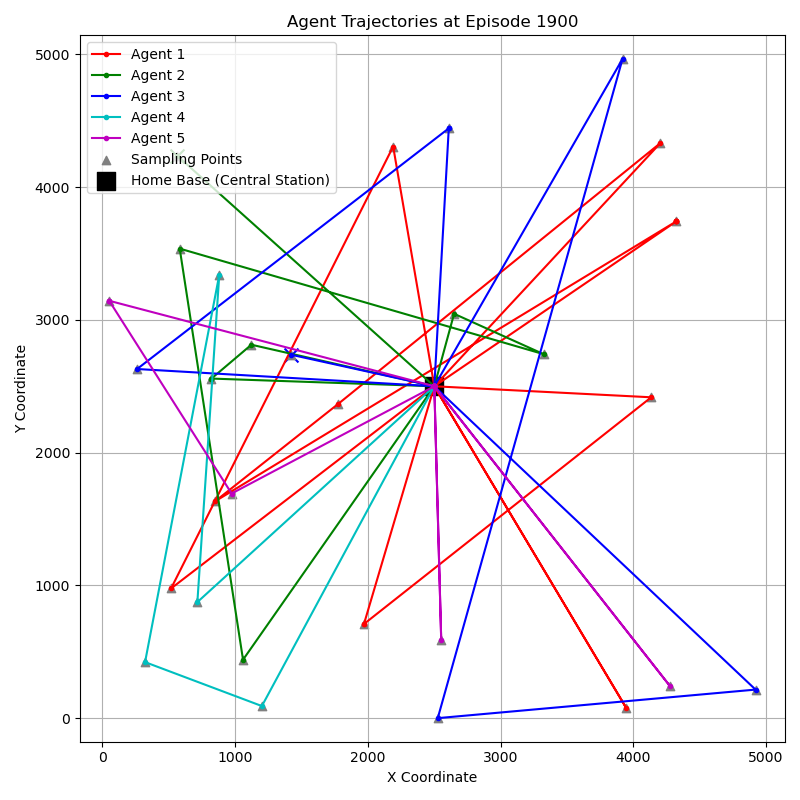 Agent Trajectories at Episode 1900
Agent 1
Agent 2
Agent 3
Agent 4
Agent 5
Sampling Points
Home Base (Central Station)
Y Coordinate
5000
4000
3000
2000
1000
0
0 1000 2000 3000 4000 5000
X Coordinate